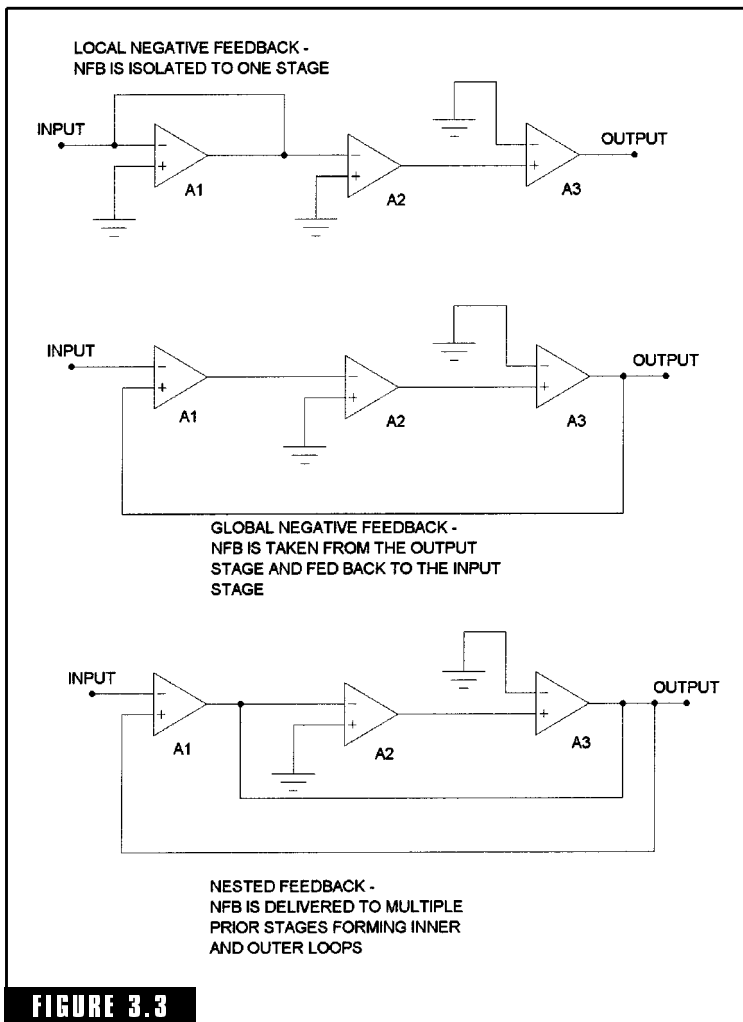 LOCAL NEGATIVE FEEDBACK -
NFB IS ISOLATED TO ONE STAGE
INPUT
-
+
A1
-
+
A2
-
+
A3
OUTPUT
INPUT
-
+
A1
-
+
A2
-
+
A3
OUTPUT
GLOBAL NEGATIVE FEEDBACK -
NFB IS TAKEN FROM THE OUTPUT
STAGE AND FED BACK TO THE INPUT
STAGE
INPUT
-
+
A1
-
+
A2
-
+
A3
OUTPUT
NESTED FEEDBACK -
NFB IS DELIVERED TO MULTIPLE
PRIOR STAGES FORMING INNER
AND OUTER LOOPS
FIGURE 3.3